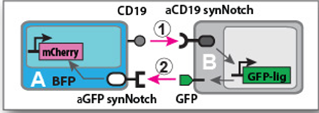 CD19 aCD19 synNotch
1
mCherry
A BFP
B
GFP-lig
2
aGFP synNotch GFP